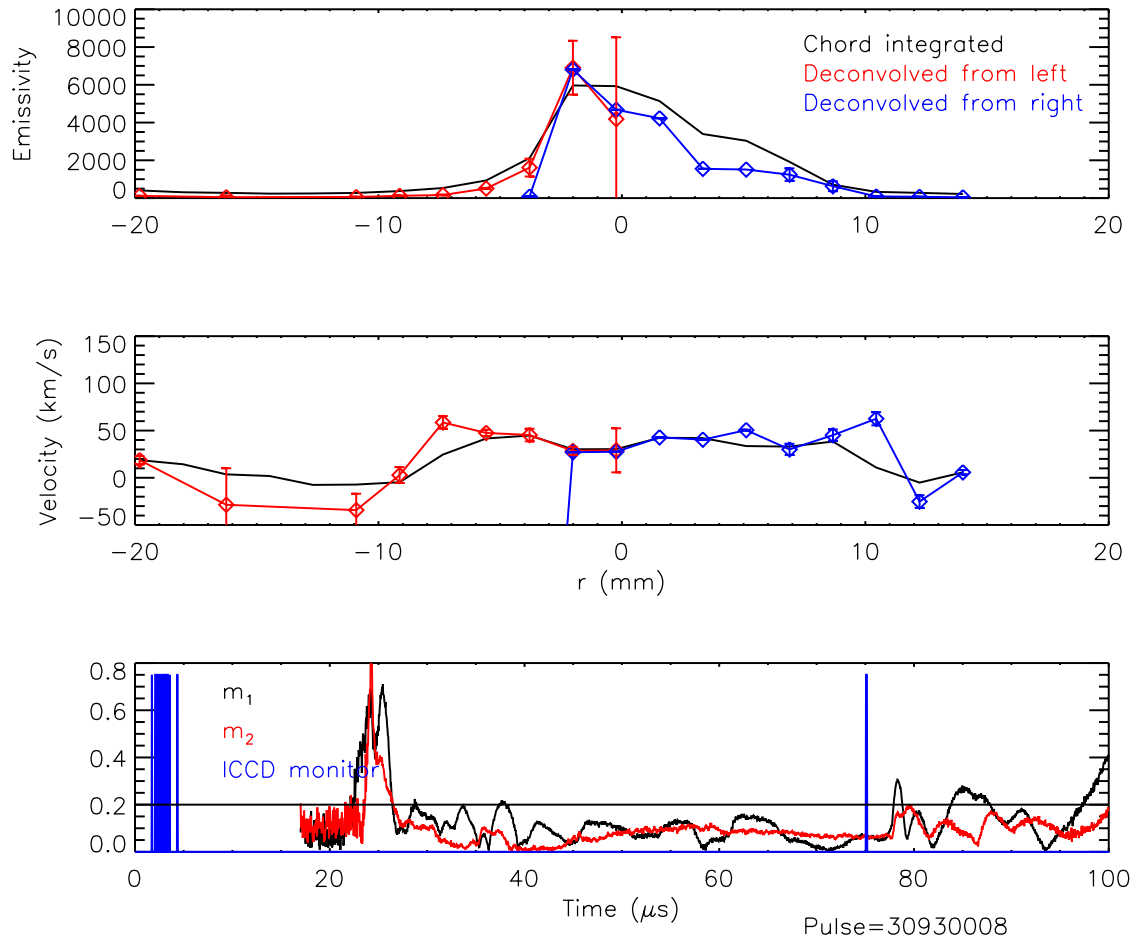 10000
8000
6000
4000
2000
0
Emissivity
Chord integrated
Deconvolved from left
Deconvolved from right
−20 −10 0 10 20
150
100
50
0
−50
Velocity (km/s)
−20 −10 0 10 20
r (mm)
0.8
0.6
0.4
0.2
0.0
m₁
m₂
ICCD monitor
0 20 40 60 80 100
Time (μs)
Pulse=30930008